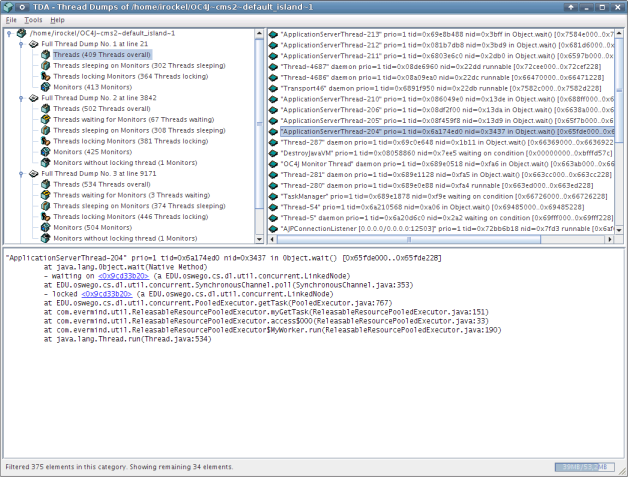 TDA - Thread Dumps of /home/irockel/OC4J-cms2-default_island-1
File Tools Help
/home/irockel/OC4J-cms2-default_island-1
Full Thread Dump No. 1 at line 21
Threads (409 Threads overall)
Threads sleeping on Monitors (302 Threads sleeping)
Threads locking Monitors (364 Threads locking)
Monitors (413 Monitors)
Full Thread Dump No. 2 at line 3842
Threads (502 Threads overall)
Threads waiting for Monitors (67 Threads waiting)
Threads sleeping on Monitors (308 Threads sleeping)
Threads locking Monitors (381 Threads locking)
Monitors (425 Monitors)
Monitors without locking thread (1 Monitors)
Full Thread Dump No. 3 at line 9171
Threads (534 Threads overall)
Threads waiting for Monitors (3 Threads waiting)
Threads sleeping on Monitors (374 Threads sleeping)
Threads locking Monitors (446 Threads locking)
Monitors (504 Monitors)
Monitors without locking thread (1 Monitors)
"ApplicationServerThread-213" prio=1 tid=0x69e8b488 nid=0x3bff in Object.wait() [0x7584e000..0x
"ApplicationServerThread-212" prio=1 tid=0x081b7db8 nid=0x3bd9 in Object.wait() [0x681d6000..0
"ApplicationServerThread-211" prio=1 tid=0x6803e6c0 nid=0x2db0 in Object.wait() [0x6597b000..
"Thread-4687" daemon prio=1 tid=0x08de6960 nid=0x22dd runnable [0x72cee000..0x72cef228]
"Thread-4686" daemon prio=1 tid=0x08a09ea0 nid=0x22dc runnable [0x66470000..0x66471228]
"Transport46" daemon prio=1 tid=0x6891f950 nid=0x22db runnable [0x7582c000..0x7582d228]
"ApplicationServerThread-210" prio=1 tid=0x086049e0 nid=0x13de in Object.wait() [0x688ff000..0x
"ApplicationServerThread-206" prio=1 tid=0x08df2f00 nid=0x13da in Object.wait() [0x6638a000..0x
"ApplicationServerThread-205" prio=1 tid=0x08f459f8 nid=0x13d9 in Object.wait() [0x65f7b000..0x
"ApplicationServerThread-204" prio=1 tid=0x6a174ed0 nid=0x3437 in Object.wait() [0x65fde000..0x
"Thread-287" daemon prio=1 tid=0x69c0e648 nid=0x1b11 in Object.wait() [0x66369000..0x6636922
"DestroyJavaVM" prio=1 tid=0x08058860 nid=0x7ee5 waiting on condition [0x00000000..0xbfffd57c]
"OC4J Monitor Thread" daemon prio=1 tid=0x689e0518 nid=0xfa6 in Object.wait() [0x663ab000..0x6
"Thread-281" daemon prio=1 tid=0x689e1128 nid=0xfa5 in Object.wait() [0x663cc000..0x663cc228]
"Thread-280" daemon prio=1 tid=0x689e0e88 nid=0xfa4 runnable [0x663ed000..0x663ed228]
"TaskManager" prio=1 tid=0x689e1878 nid=0xf9e waiting on condition [0x66726000..0x66726228]
"Thread-54" prio=1 tid=0x6a210568 nid=0xa06 in Object.wait() [0x69485000..0x69485228]
"Thread-5" daemon prio=1 tid=0x6a20d6c0 nid=0x2a2 waiting on condition [0x69fff000..0x69fff228]
"AJPConnectionListener [0.0.0.0/0.0.0.0:12503]" prio=1 tid=0x72bb6b18 nid=0x7fd3 runnable [0x6af
"ApplicationServerThread-204" prio=1 tid=0x6a174ed0 nid=0x3437 in Object.wait() [0x65fde000..0x65fde228]
at java.lang.Object.wait(Native Method)
- waiting on <0x9cd33b20> (a EDU.oswego.cs.dl.util.concurrent.LinkedNode)
at EDU.oswego.cs.dl.util.concurrent.SynchronousChannel.poll(SynchronousChannel.java:353)
- locked <0x9cd33b20> (a EDU.oswego.cs.dl.util.concurrent.LinkedNode)
at EDU.oswego.cs.dl.util.concurrent.PooledExecutor.getTask(PooledExecutor.java:767)
at com.evermind.util.ReleasableResourcePooledExecutor.myGetTask(ReleasableResourcePooledExecutor.java:151)
at com.evermind.util.ReleasableResourcePooledExecutor.access$000(ReleasableResourcePooledExecutor.java:33)
at com.evermind.util.ReleasableResourcePooledExecutor$MyWorker.run(ReleasableResourcePooledExecutor.java:190)
at java.lang.Thread.run(Thread.java:534)
Filtered 375 elements in this category. Showing remaining 34 elements.